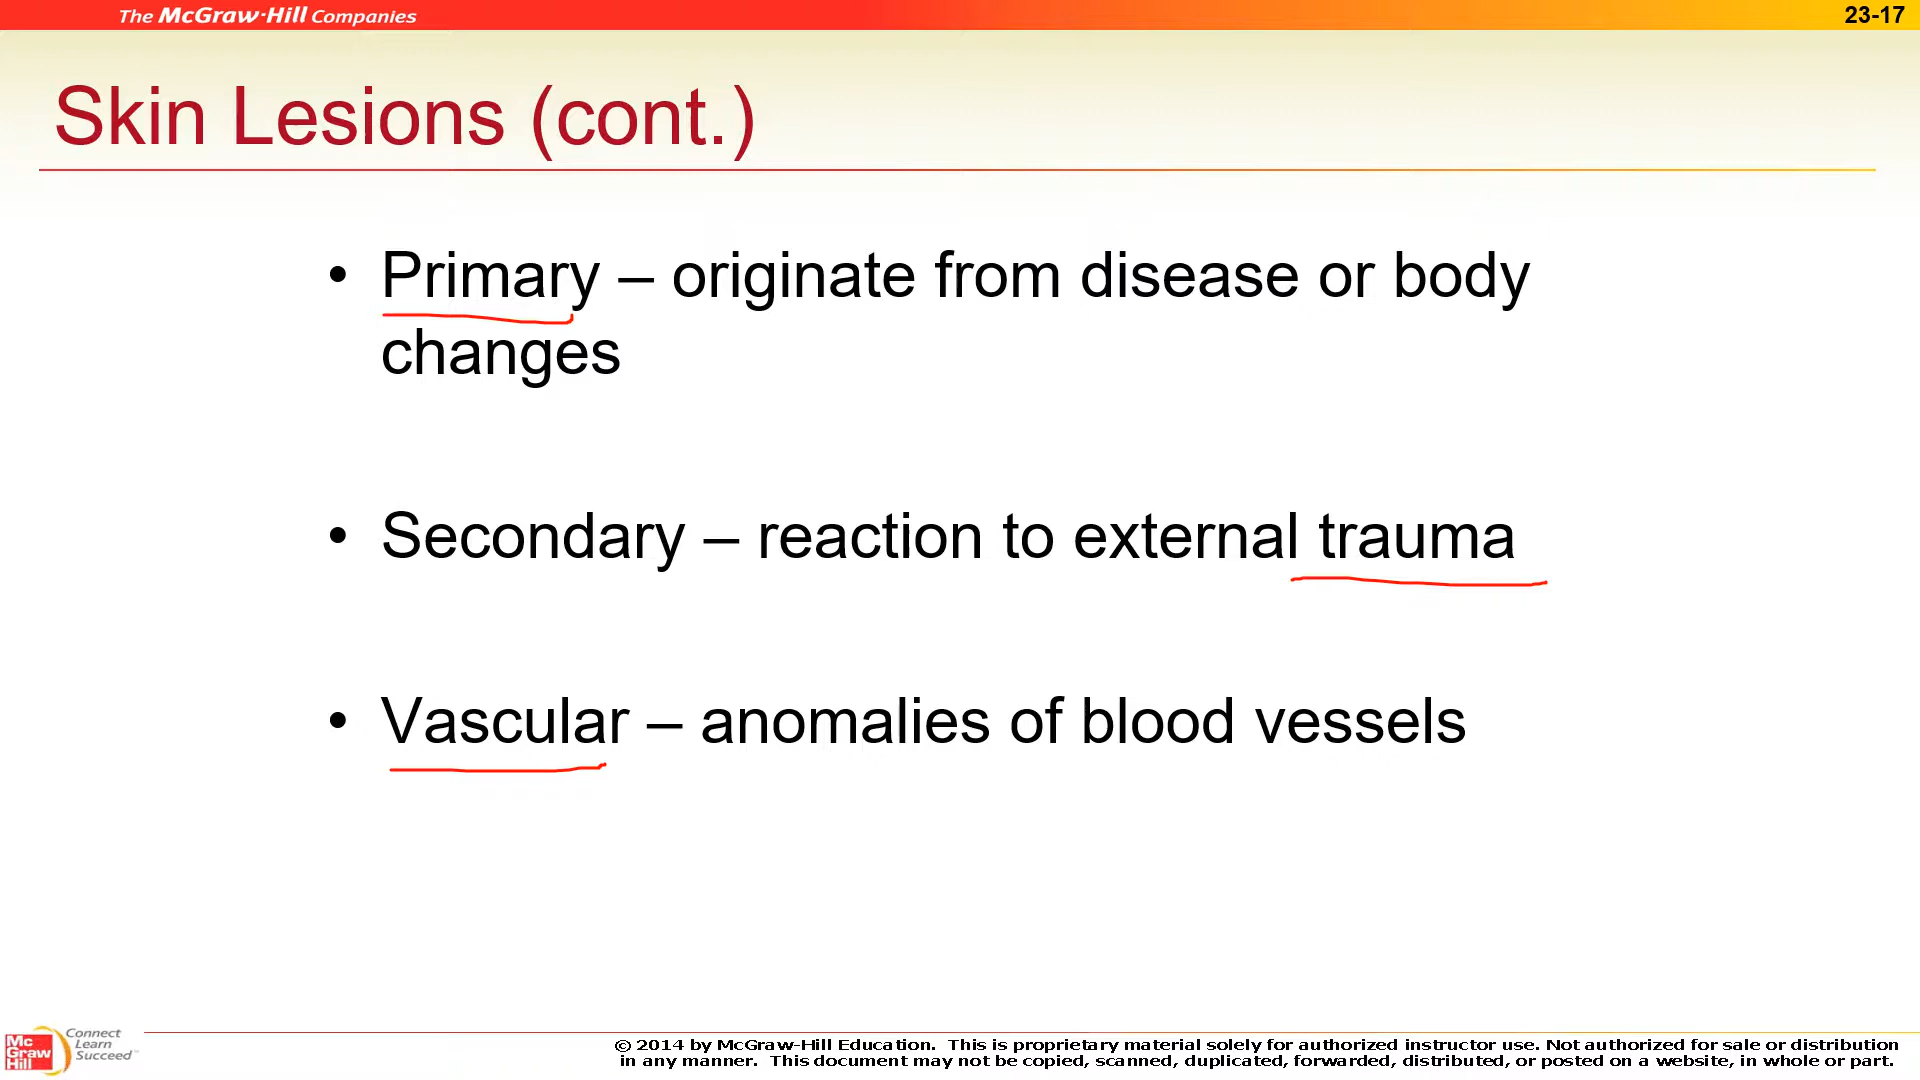 The McGraw-Hill Companies
23-17
Skin Lesions (cont.)
• Primary – originate from disease or body
changes
• Secondary – reaction to external trauma
• Vascular – anomalies of blood vessels
Mc
Graw
Hill
Connect
Learn
Succeed™
© 2014 by McGraw-Hill Education. This is proprietary material solely for authorized instructor use. Not authorized for sale or distribution
in any manner. This document may not be copied, scanned, duplicated, forwarded, distributed, or posted on a website, in whole or part.